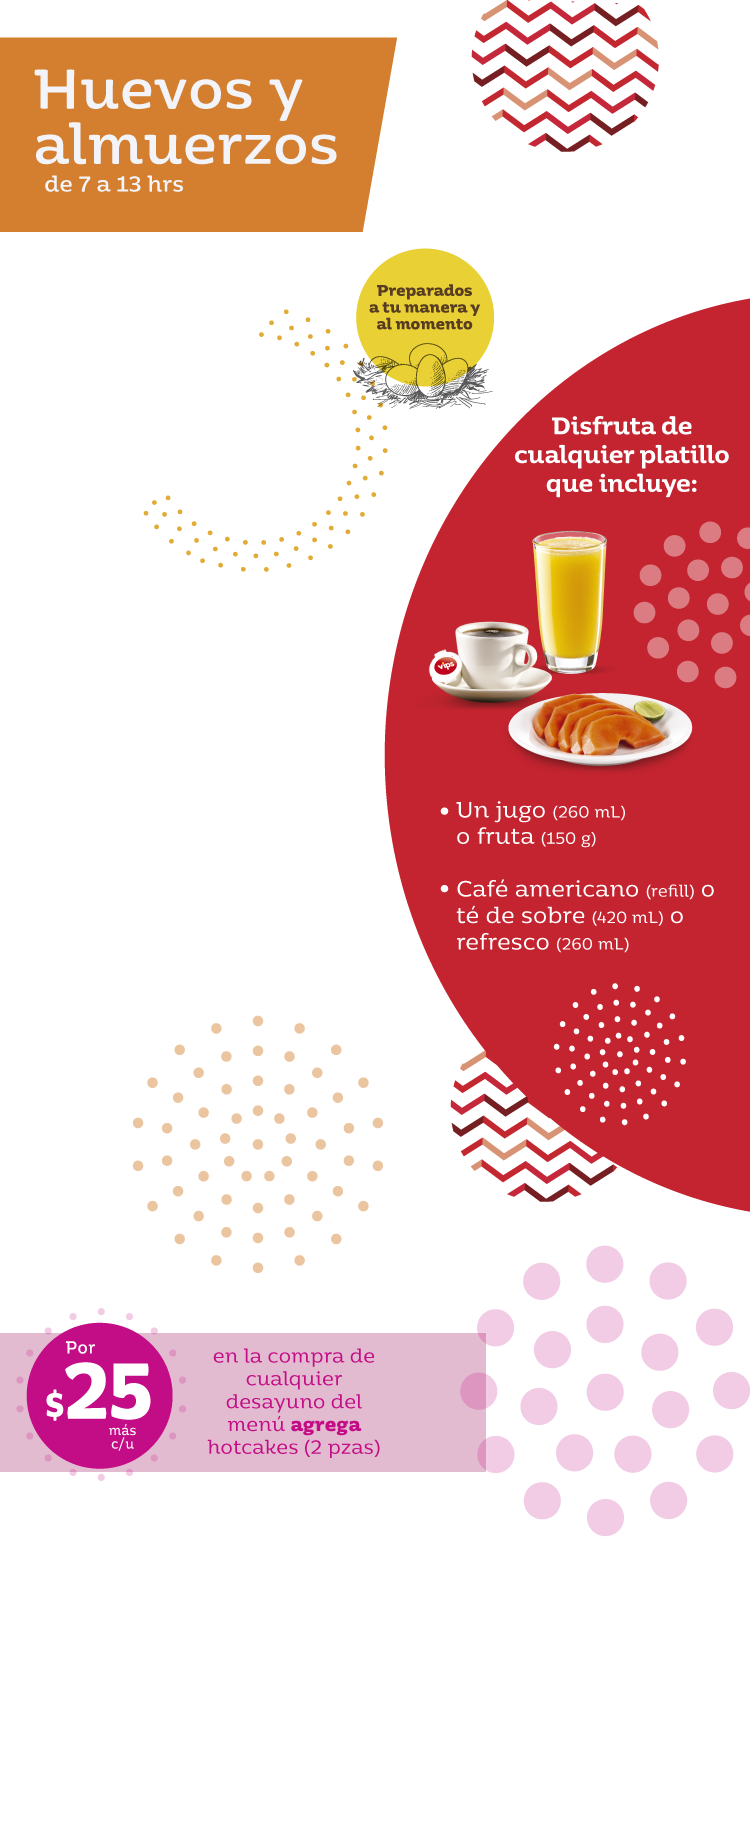 Huevos y
almuerzos
de 7 a 13 hrs
Preparados
a tu manera y
al momento
Disfruta de
cualquier platillo
que incluye:
vips
• Un jugo (260 mL)
o fruta (150 g)
• Café americano (refill) o
té de sobre (420 mL) o
refresco (260 mL)
Por
$25
más
c/u
en la compra de
cualquier
desayuno del
menú agrega
hotcakes (2 pzas)